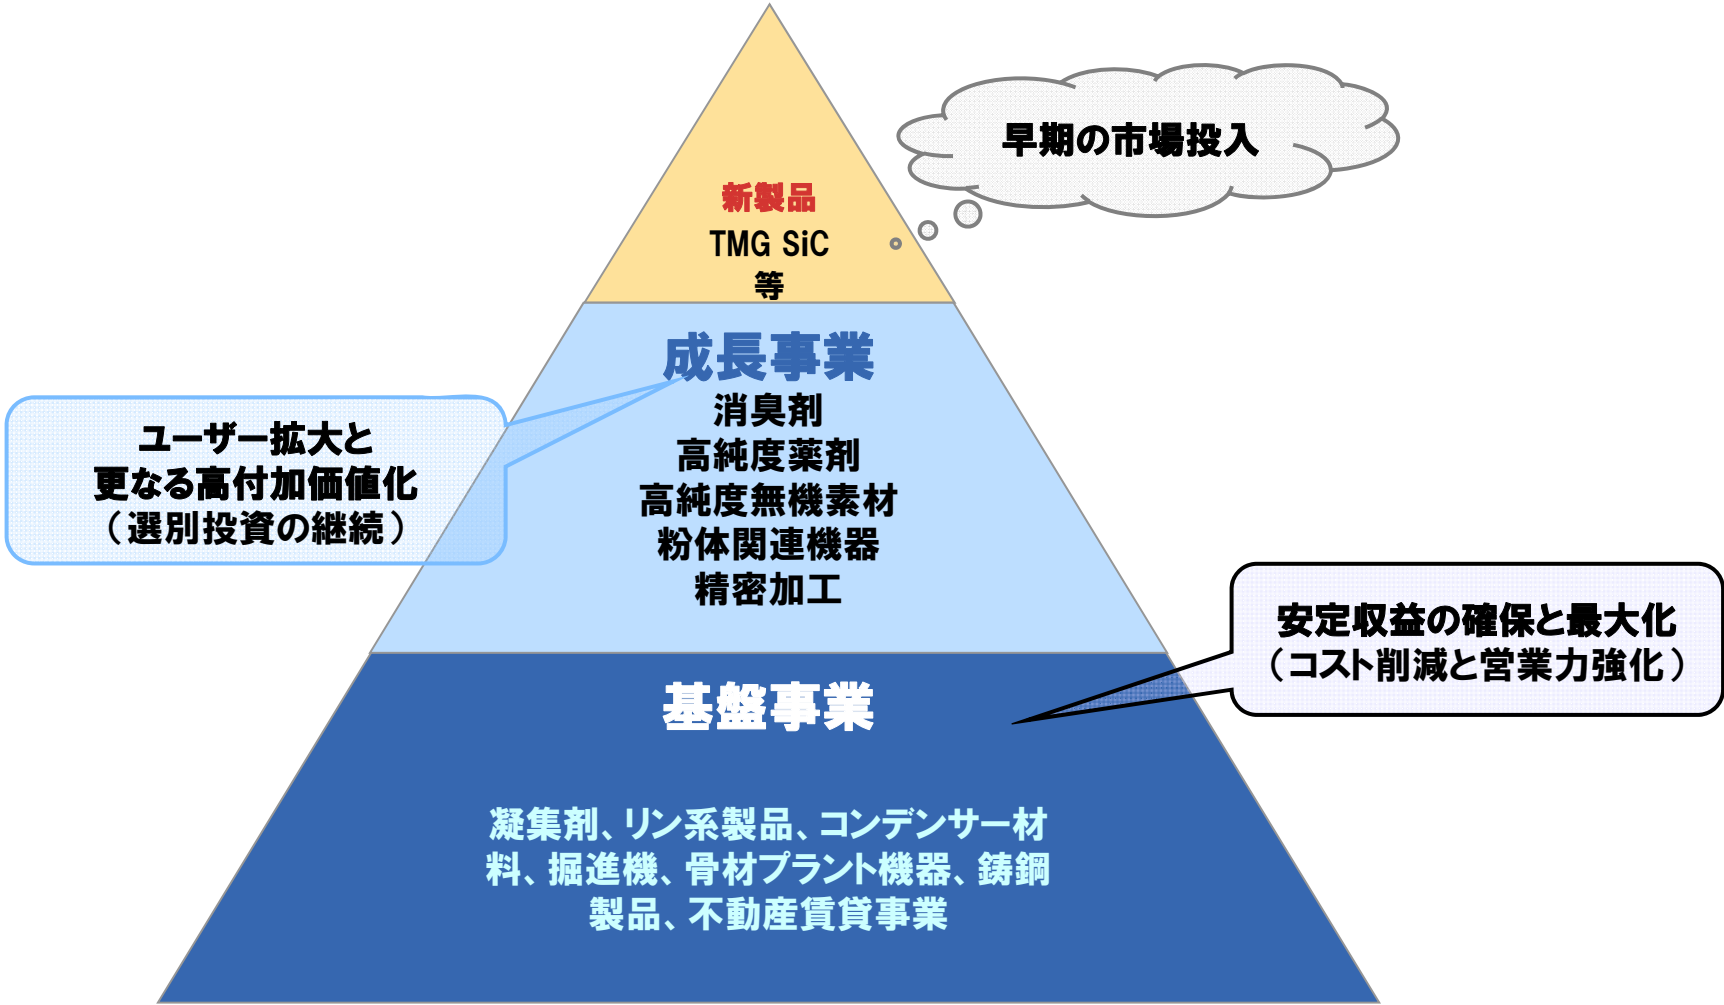 早期の市場投入
新製品
TMG SiC
等
成長事業
消臭剤
高純度薬剤
高純度無機素材
粉体関連機器
精密加工
ユーザー拡大と
更なる高付加価値化
（選別投資の継続）
安定収益の確保と最大化
（コスト削減と営業力強化）
基盤事業
凝集剤、リン系製品、コンデンサー材
料、掘進機、骨材プラント機器、鋳鋼
製品、不動産賃貸事業